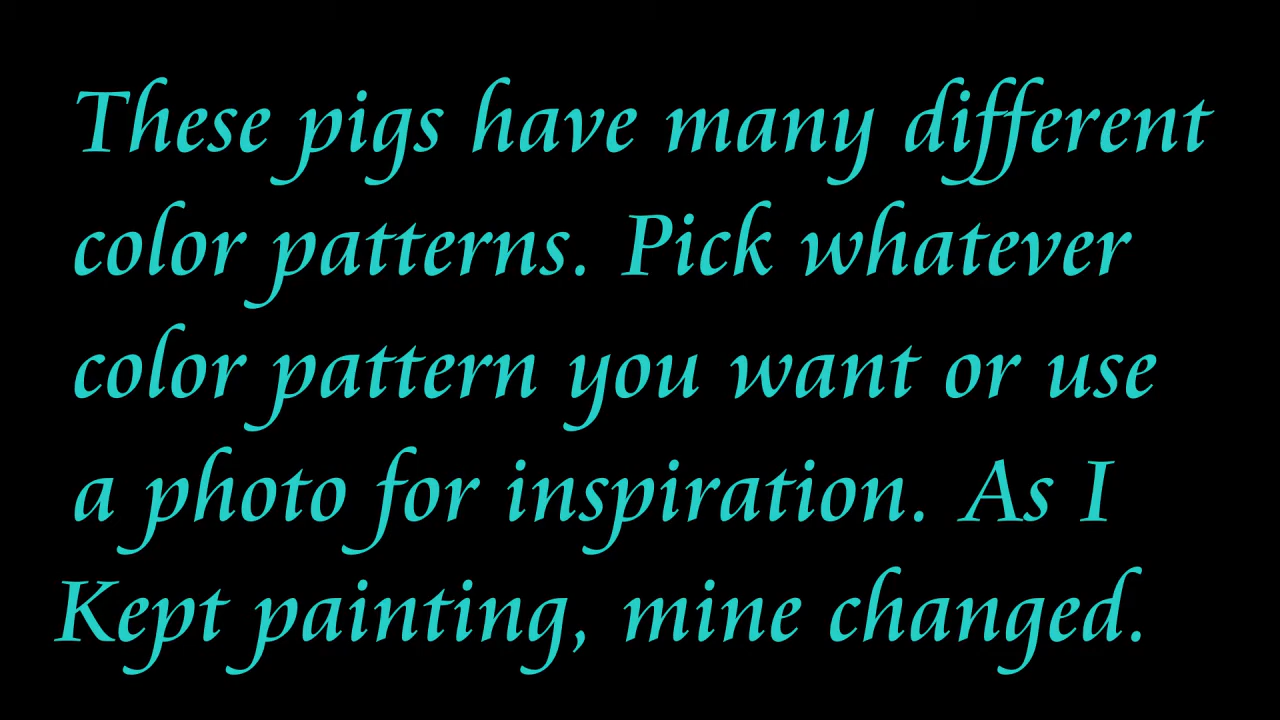 These pigs have many different
color patterns. Pick whatever
color pattern you want or use
a photo for inspiration. As I
Kept painting, mine changed.